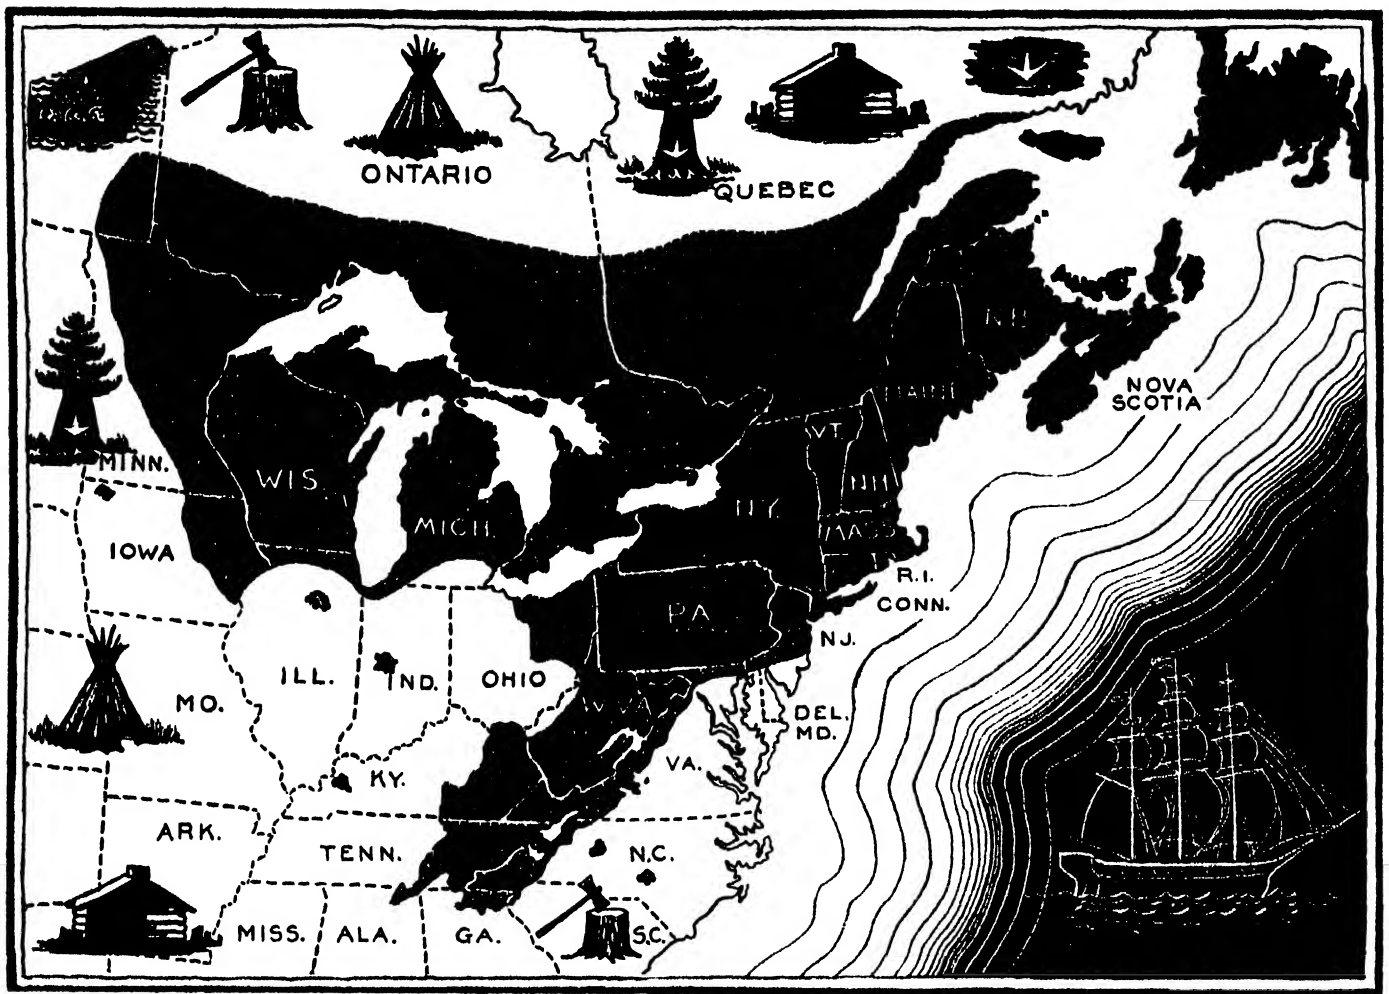 ONTARIO
QUEBEC
N.B.
MAINE
NOVA
SCOTIA
VT.
N.H.
MINN.
WIS.
MICH.
N.Y.
MASS.
IOWA
R.I.
CONN.
PA.
N.J.
ILL.
IND.
OHIO
MO.
W.VA.
DEL.
MD.
KY.
VA.
ARK.
TENN.
N.C.
MISS.
ALA.
GA.
S.C.